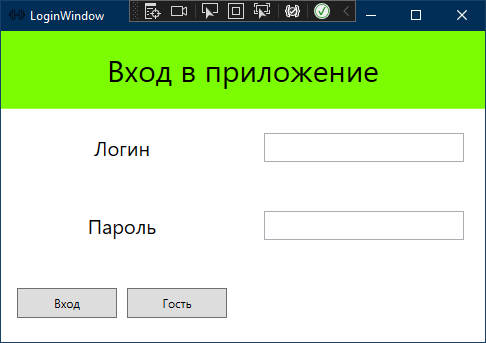 LoginWindow
Вход в приложение
Логин
Пароль
Вход Гость